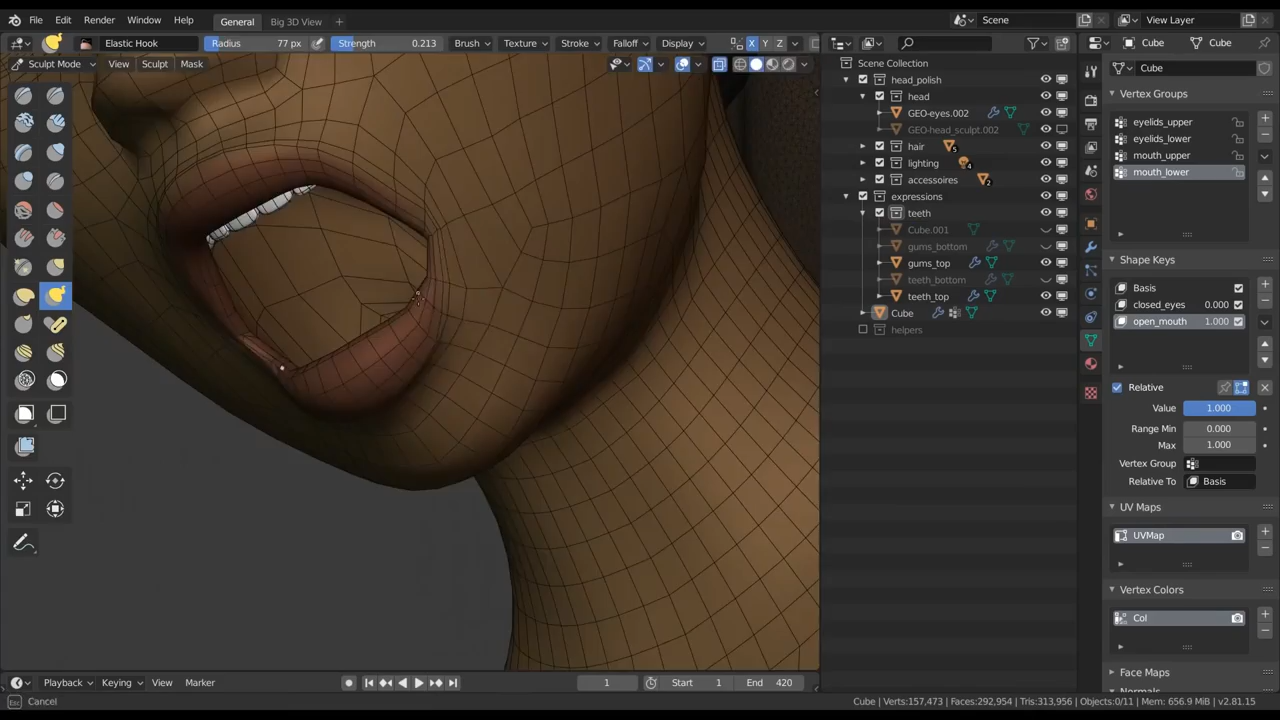 File Edit Render Window Help General Big 3D View + Scene View Layer
Elastic Hook Radius 77 px Strength 0.213 Brush Texture Stroke Falloff Display X Y Z
Cube Cube
Sculpt Mode View Sculpt Mask
Scene Collection
head_polish
head
GEO-eyes.002
GEO-head_sculpt.002
hair 5
lighting 4
accessoires 2
expressions
teeth
Cube.001
gums_bottom
gums_top
teeth_bottom
teeth_top
Cube
helpers
Cube
Vertex Groups
eyelids_upper
eyelids_lower
mouth_upper
mouth_lower
Shape Keys
Basis
closed_eyes 0.000
open_mouth 1.000
Relative
Value 1.000
Range Min 0.000
Max 1.000
Vertex Group
Relative To Basis
UV Maps
UVMap
Vertex Colors
Col
Face Maps
Normals
Playback Keying View Marker 1 Start 1 End 420
Esc Cancel Cube | Verts:157,473 | Faces:292,954 | Tris:313,956 | Objects:0/11 | Mem: 656.9 MiB | v2.81.15